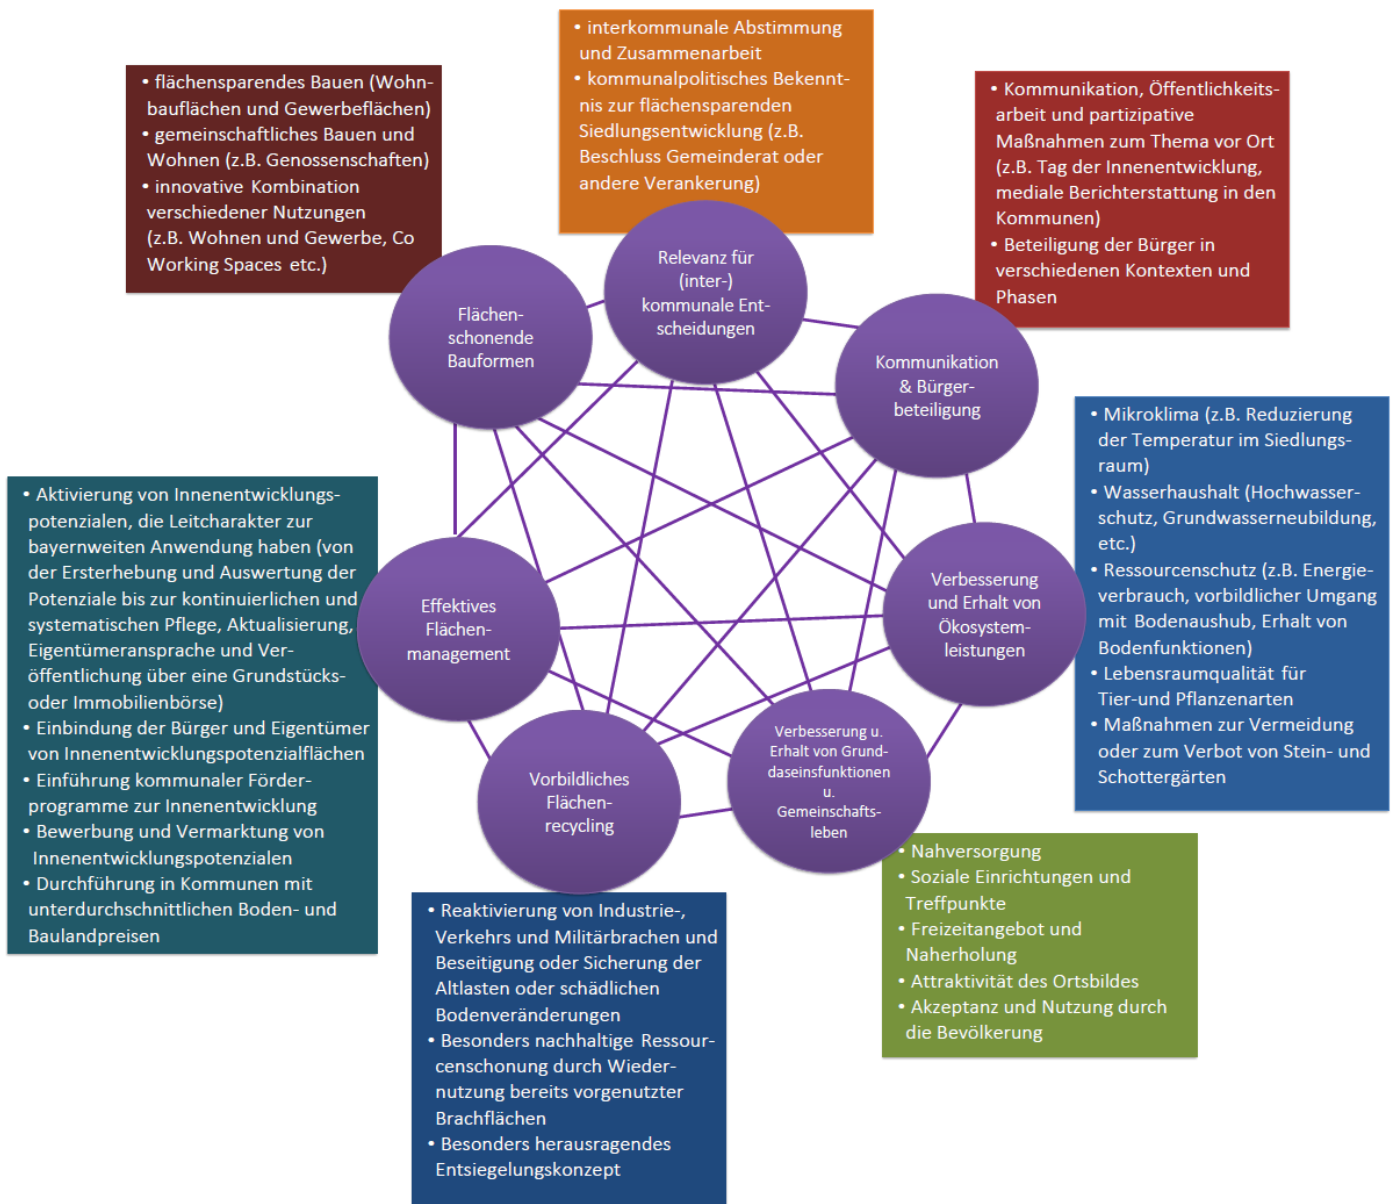 • interkommunale Abstimmung
und Zusammenarbeit
• kommunalpolitisches Bekennt-
nis zur flächensparenden
Siedlungsentwicklung (z.B.
Beschluss Gemeinderat oder
andere Verankerung)
• flächensparendes Bauen (Wohn-
bauflächen und Gewerbeflächen)
• gemeinschaftliches Bauen und
Wohnen (z.B. Genossenschaften)
• innovative Kombination
verschiedener Nutzungen
(z.B. Wohnen und Gewerbe, Co
Working Spaces etc.)
• Kommunikation, Öffentlichkeits-
arbeit und partizipative
Maßnahmen zum Thema vor Ort
(z.B. Tag der Innenentwicklung,
mediale Berichterstattung in den
Kommunen)
• Beteiligung der Bürger in
verschiedenen Kontexten und
Phasen
Relevanz für
(inter-)
kommunale Ent-
scheidungen
Flächen-
schonende
Bauformen
Kommunikation
& Bürger-
beteiligung
• Mikroklima (z.B. Reduzierung
der Temperatur im Siedlungs-
raum)
• Wasserhaushalt (Hochwasser-
schutz, Grundwasserneubildung,
etc.)
• Ressourcenschutz (z.B. Energie-
verbrauch, vorbildlicher Umgang
mit Bodenaushub, Erhalt von
Bodenfunktionen)
• Lebensraumqualität für
Tier-und Pflanzenarten
• Maßnahmen zur Vermeidung
oder zum Verbot von Stein- und
Schottergärten
• Aktivierung von Innenentwicklungs-
potenzialen, die Leitcharakter zur
bayernweiten Anwendung haben (von
der Ersterhebung und Auswertung der
Potenziale bis zur kontinuierlichen und
systematischen Pflege, Aktualisierung,
Eigentümeransprache und Ver-
öffentlichung über eine Grundstücks-
oder Immobilienbörse)
• Einbindung der Bürger und Eigentümer
von Innenentwicklungspotenzialflächen
• Einführung kommunaler Förder-
programme zur Innenentwicklung
• Bewerbung und Vermarktung von
Innenentwicklungspotenzialen
• Durchführung in Kommunen mit
unterdurchschnittlichen Boden- und
Baulandpreisen
Effektives
Flächen-
management
Verbesserung
und Erhalt von
Ökosystem-
leistungen
Vorbildliches
Flächen-
recycling
Verbesserung u.
Erhalt von Grund-
daseinsfunktionen
u.
Gemeinschafts-
leben
• Nahversorgung
• Soziale Einrichtungen und
Treffpunkte
• Freizeitangebot und
Naherholung
• Attraktivität des Ortsbildes
• Akzeptanz und Nutzung durch
die Bevölkerung
• Reaktivierung von Industrie-,
Verkehrs und Militärbrachen und
Beseitigung oder Sicherung der
Altlasten oder schädlichen
Bodenveränderungen
• Besonders nachhaltige Ressour-
censchonung durch Wieder-
nutzung bereits vorgenutzter
Brachflächen
• Besonders herausragendes
Entsiegelungskonzept